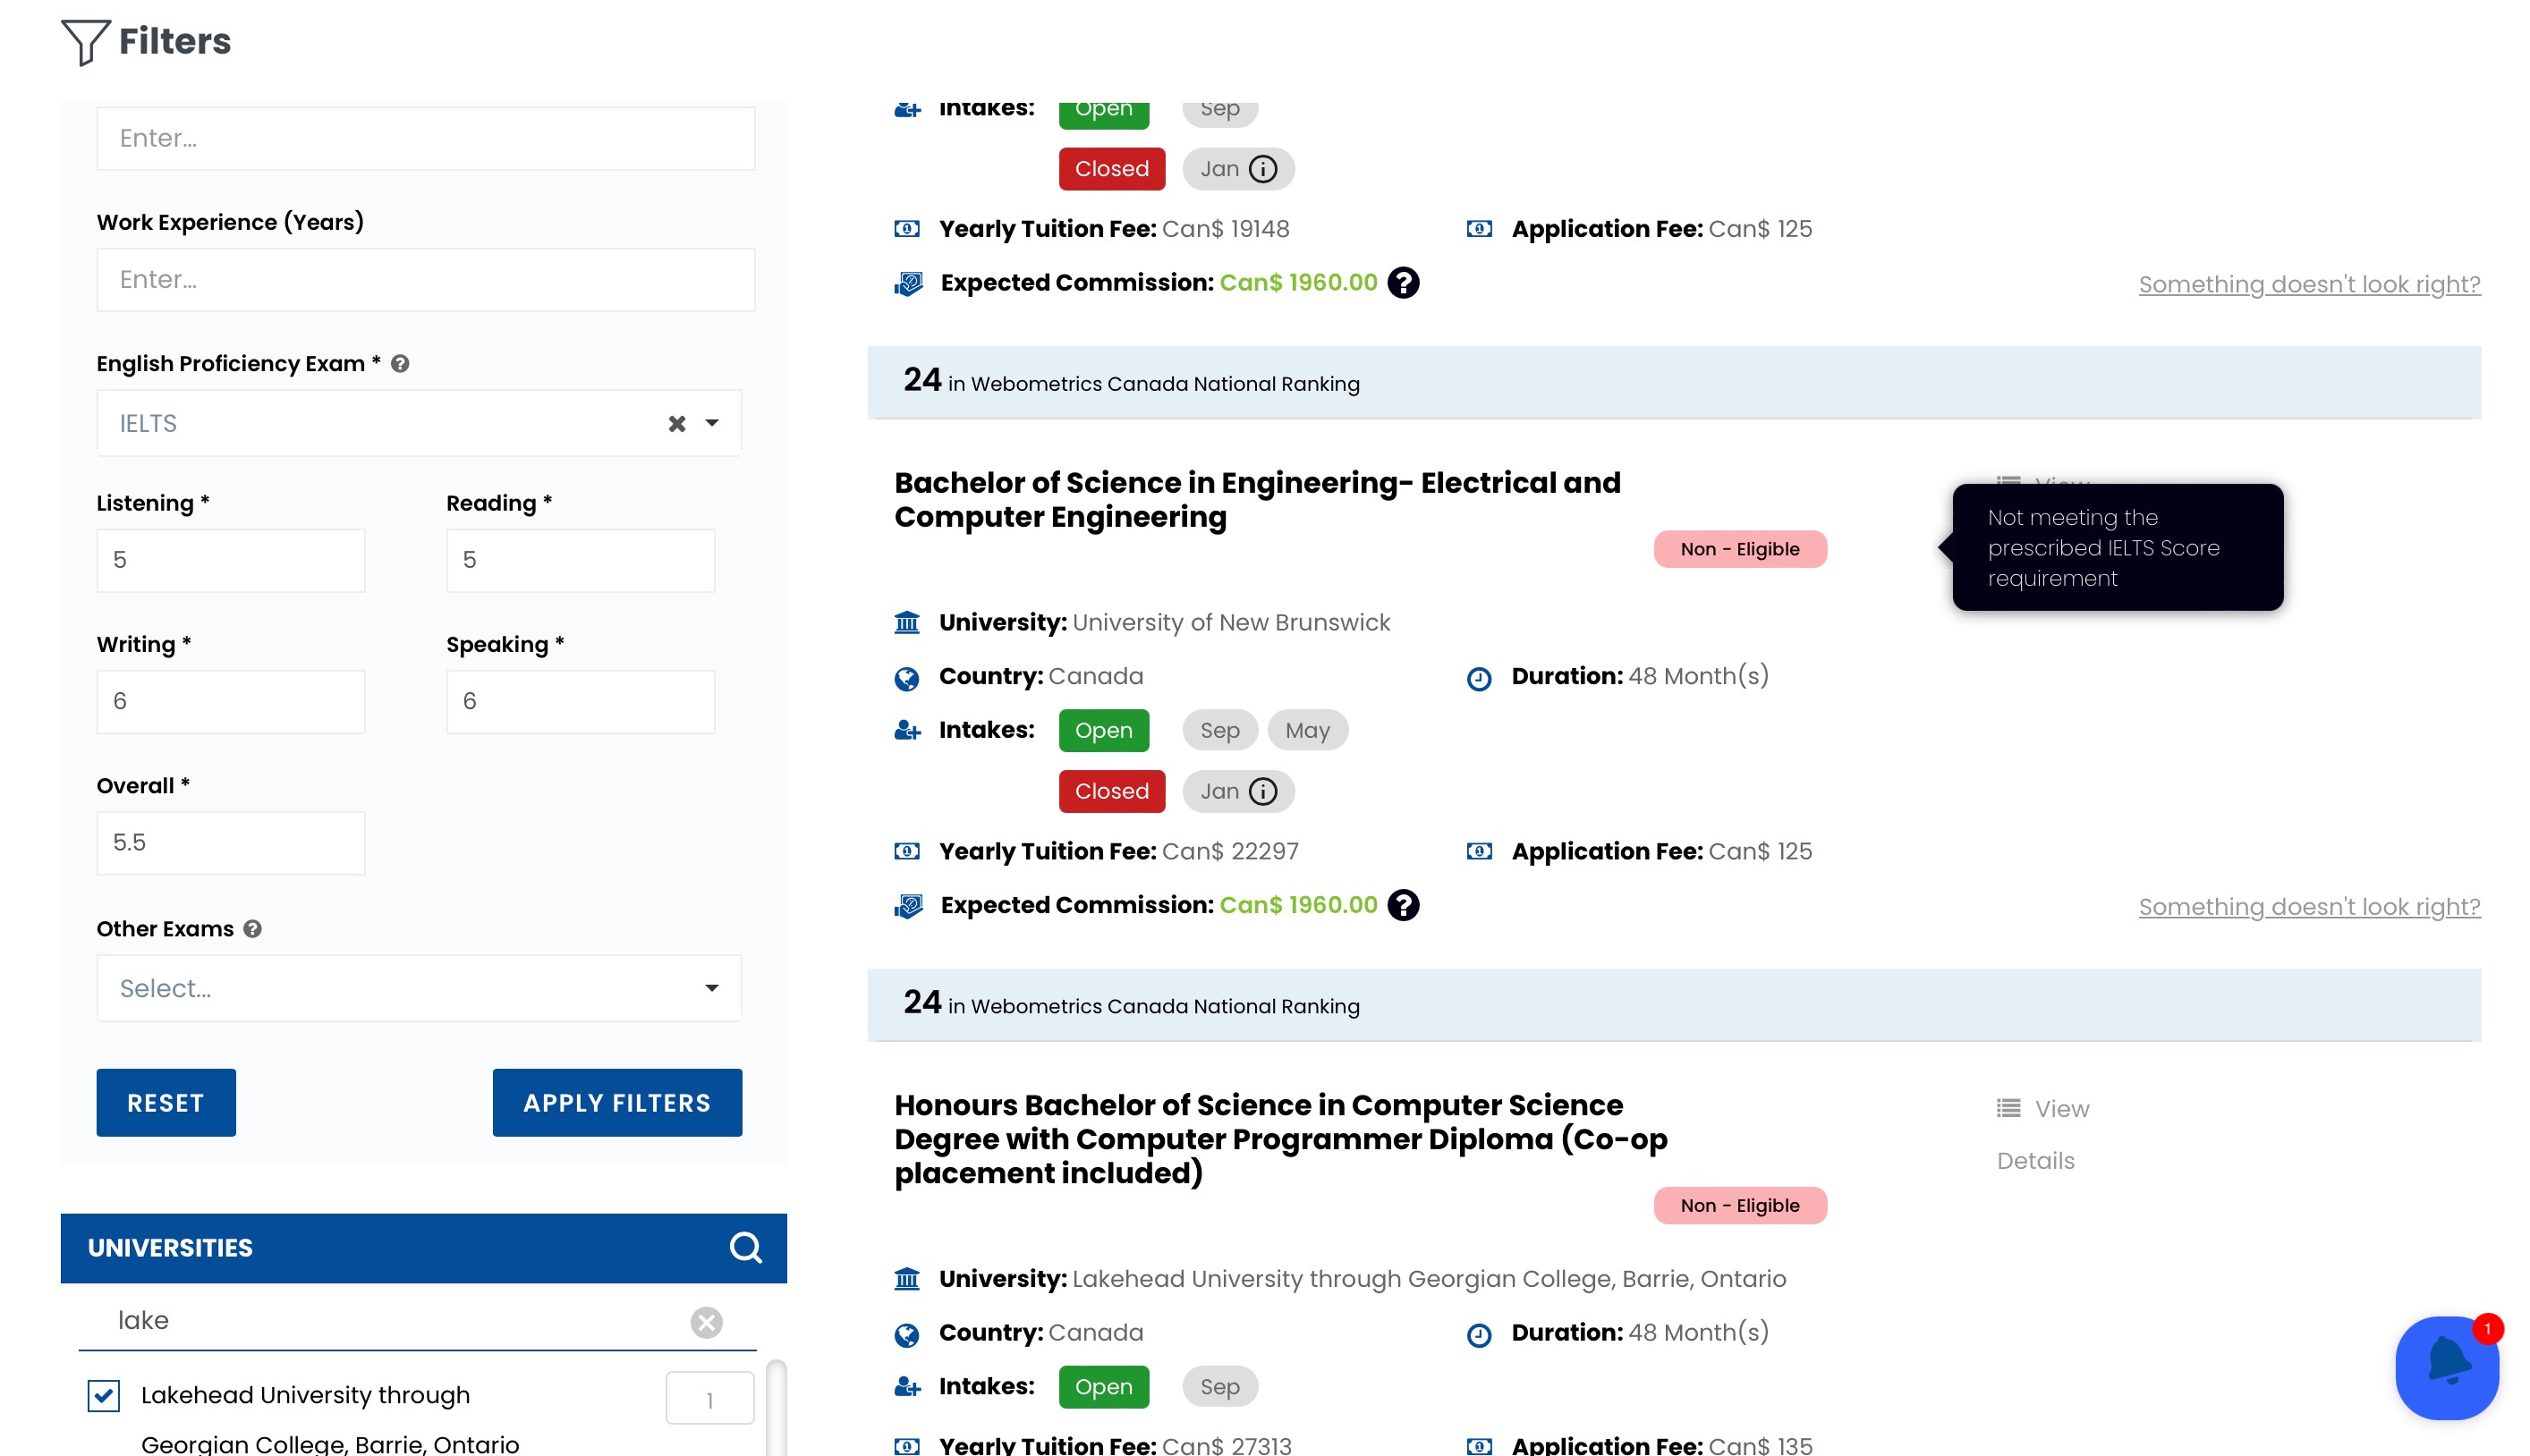 Filters
Enter...
Work Experience (Years)
Enter...
English Proficiency Exam *
IELTS
Listening *
Reading *
5
5
Writing *
Speaking *
6
6
Overall *
5.5
Other Exams
Select...
RESET
APPLY FILTERS
UNIVERSITIES
lake
Lakehead University through
1
Georgian College, Barrie, Ontario
Intakes: Open Sep
Closed Jan
Yearly Tuition Fee: Can$ 19148
Application Fee: Can$ 125
Expected Commission: Can$ 1960.00
Something doesn't look right?
24 in Webometrics Canada National Ranking
Bachelor of Science in Engineering- Electrical and
Computer Engineering
View
Non - Eligible
Not meeting the
prescribed IELTS Score
requirement
University: University of New Brunswick
Country: Canada
Duration: 48 Month(s)
Intakes: Open Sep May
Closed Jan
Yearly Tuition Fee: Can$ 22297
Application Fee: Can$ 125
Expected Commission: Can$ 1960.00
Something doesn't look right?
24 in Webometrics Canada National Ranking
Honours Bachelor of Science in Computer Science
Degree with Computer Programmer Diploma (Co-op
placement included)
View
Details
Non - Eligible
University: Lakehead University through Georgian College, Barrie, Ontario
Country: Canada
Duration: 48 Month(s)
Intakes: Open Sep
Yearly Tuition Fee: Can$ 27313
Application Fee: Can$ 135
1